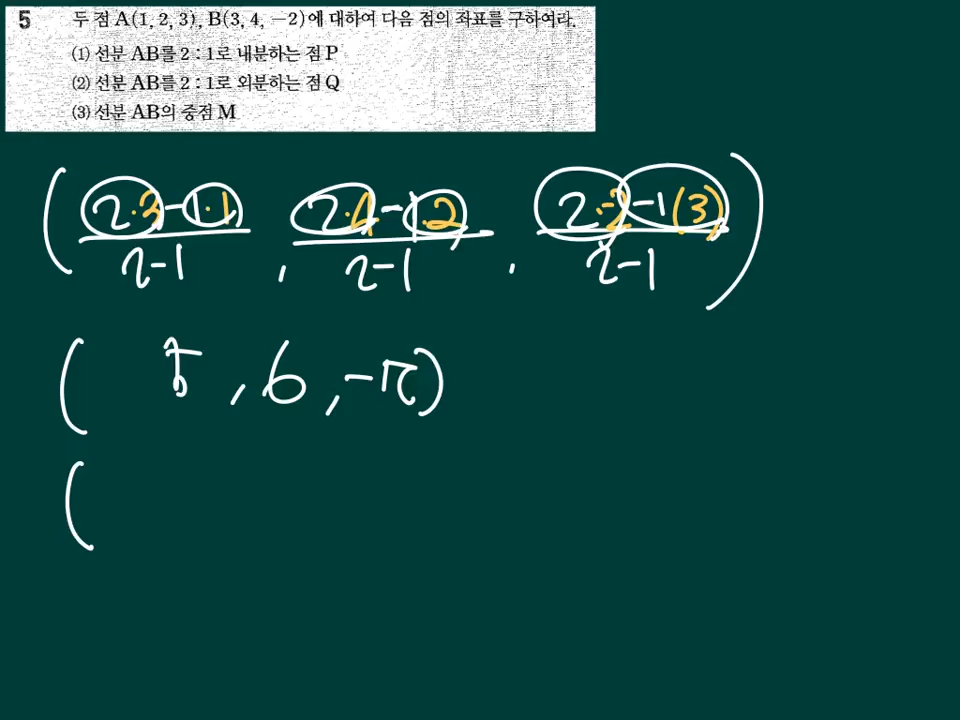 5 두 점 A(1, 2, 3), B(3, 4, −2)에 대하여 다음 점의 좌표를 구하여라.
(1) 선분 AB를 2 : 1로 내분하는 점 P
(2) 선분 AB를 2 : 1로 외분하는 점 Q
(3) 선분 AB의 중점 M
( 2·3-1·1 / 2-1 , 2·4-1·2 / 2-1 , 2·-2-1(3) / 2-1 )
( 5 , 6 , -7 )
(